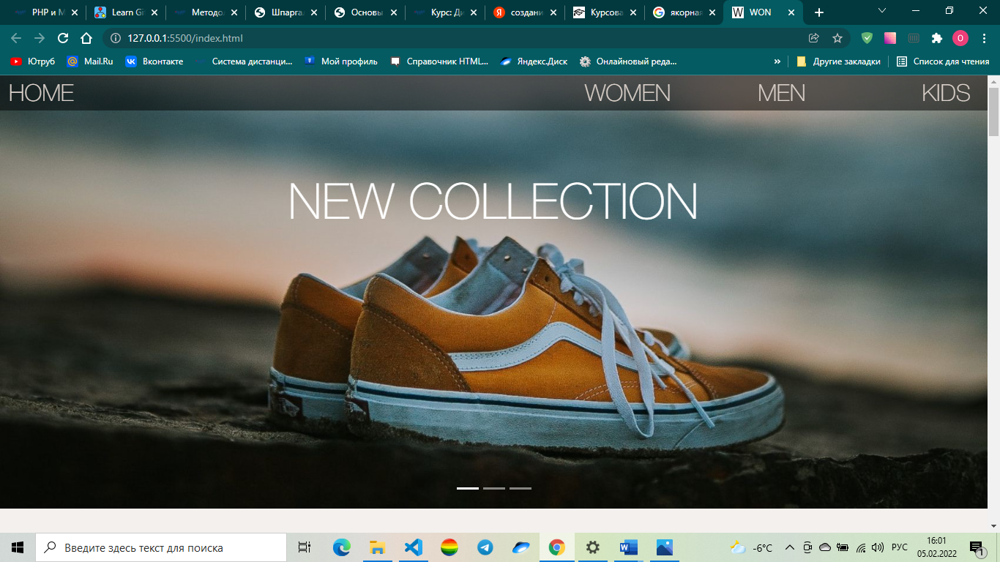 PHP и М
Learn Gi
Методо
Шпарга
Основы
Курс: Ди
создани
Курсова
якорная
WON
127.0.0.1:5500/index.html
Ютруб
Mail.Ru
Вконтакте
Система дистанци...
Мой профиль
Справочник HTML...
Яндекс.Диск
Онлайновый реда...
»
Другие закладки
Список для чтения
HOME
WOMEN
MEN
KIDS
NEW COLLECTION
Введите здесь текст для поиска
-6°C
РУС
16:01
05.02.2022
1